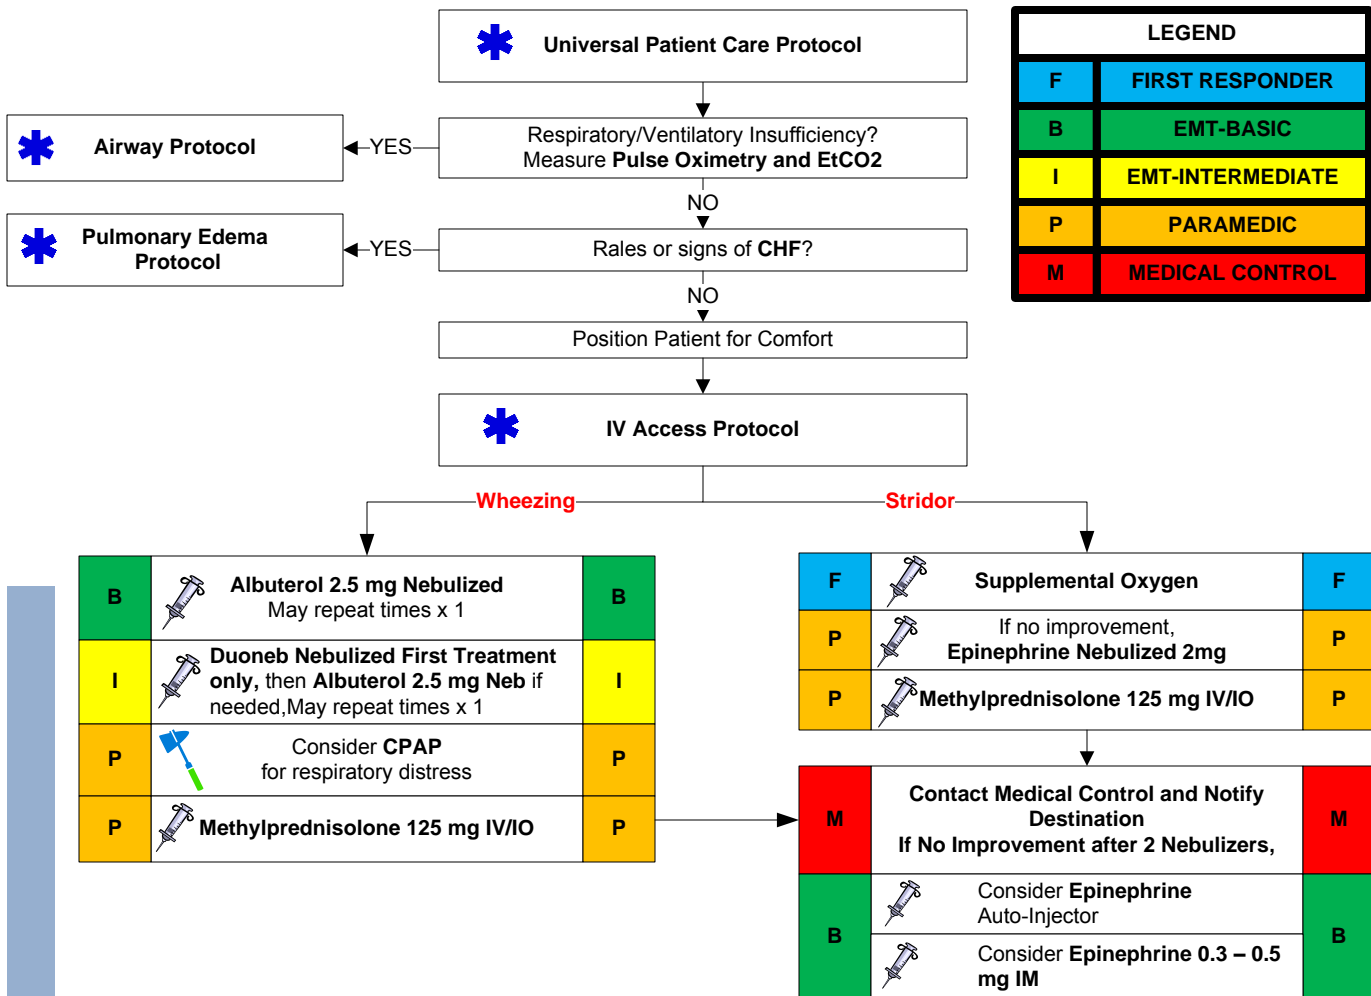 Universal Patient Care Protocol
LEGEND
F FIRST RESPONDER
B EMT-BASIC
I EMT-INTERMEDIATE
P PARAMEDIC
M MEDICAL CONTROL
Airway Protocol
YES
Respiratory/Ventilatory Insufficiency?
Measure Pulse Oximetry and EtCO2
NO
Pulmonary Edema
Protocol
YES
Rales or signs of CHF?
NO
Position Patient for Comfort
IV Access Protocol
Wheezing
Stridor
B Albuterol 2.5 mg Nebulized B
May repeat times x 1
I Duoneb Nebulized First Treatment I
only, then Albuterol 2.5 mg Neb if
needed,May repeat times x 1
P Consider CPAP P
for respiratory distress
P Methylprednisolone 125 mg IV/IO P
F Supplemental Oxygen F
P If no improvement, P
Epinephrine Nebulized 2mg
P Methylprednisolone 125 mg IV/IO P
M Contact Medical Control and Notify M
Destination
If No Improvement after 2 Nebulizers,
B Consider Epinephrine B
Auto-Injector
Consider Epinephrine 0.3 – 0.5
mg IM